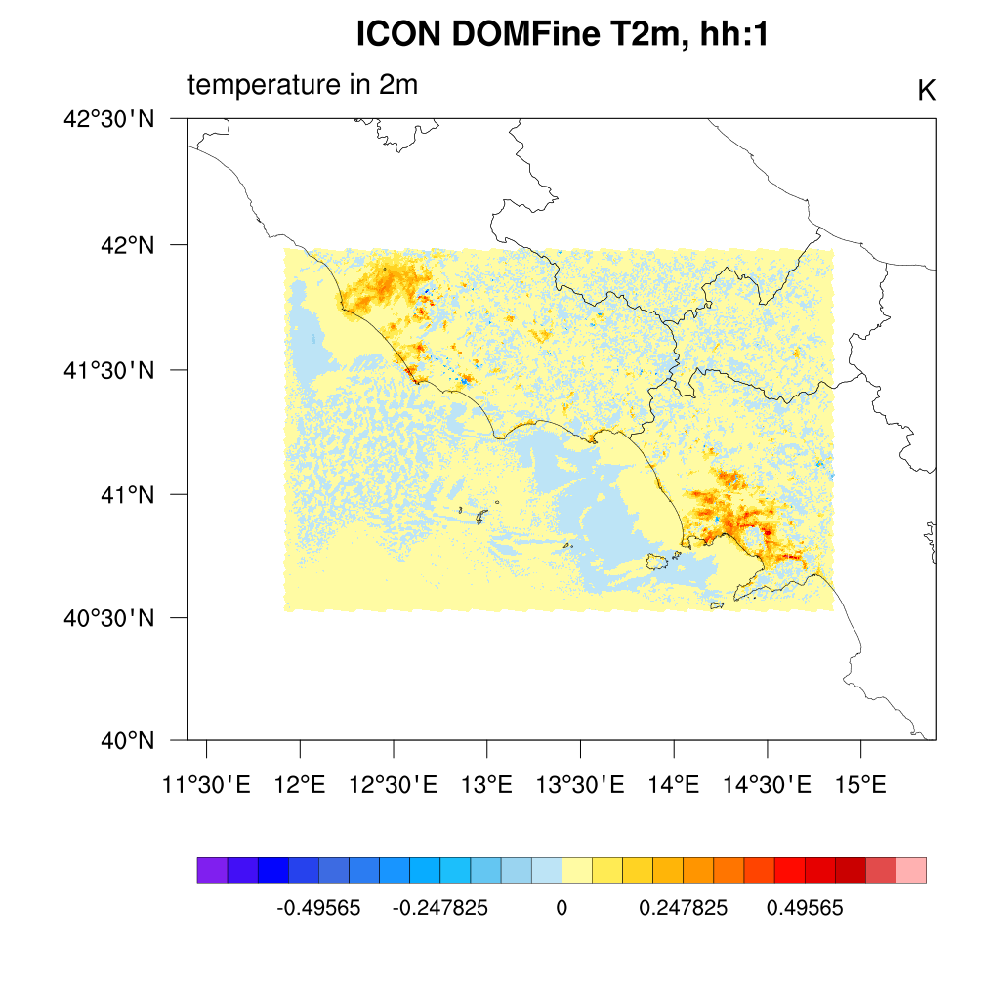 ICON DOMFine T2m, hh:1
temperature in 2m
K
42°30'N
42°N
41°30'N
41°N
40°30'N
40°N
11°30'E 12°E 12°30'E 13°E 13°30'E 14°E 14°30'E 15°E
-0.49565 -0.247825 0 0.247825 0.49565